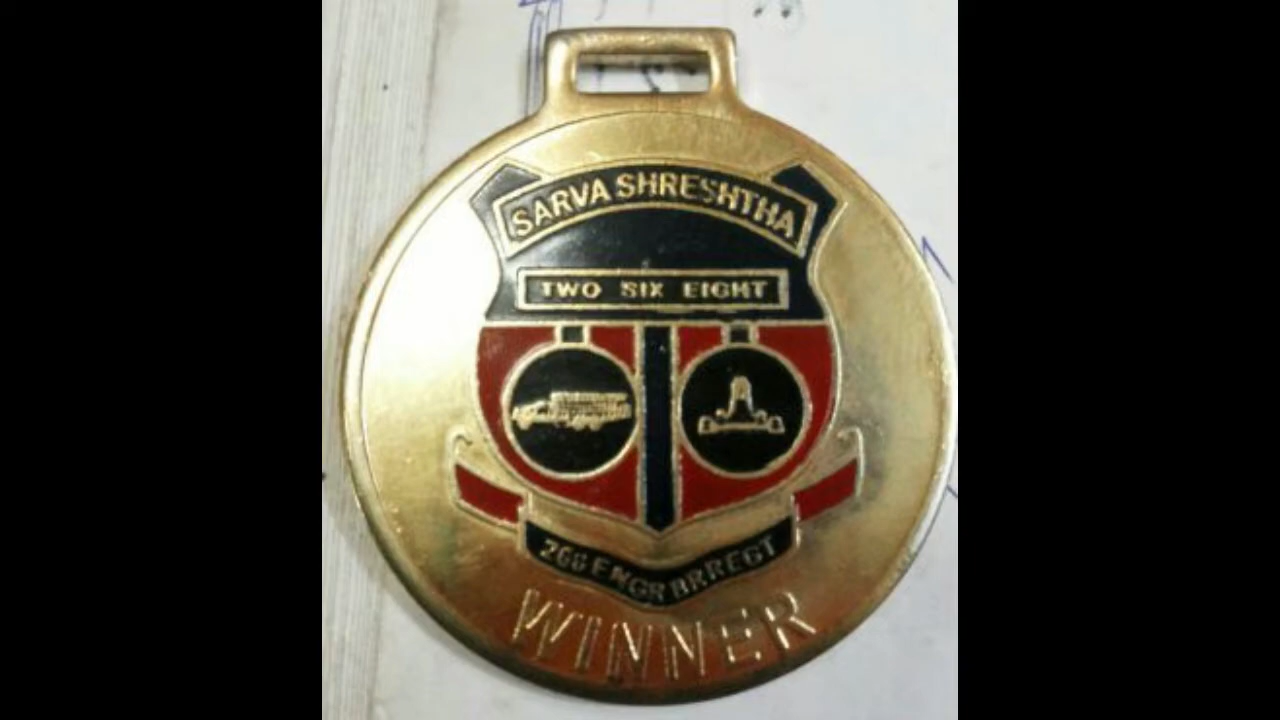 SARVA SHRESHTHA
TWO SIX EIGHT
268 ENGR BR REGT
WINNER